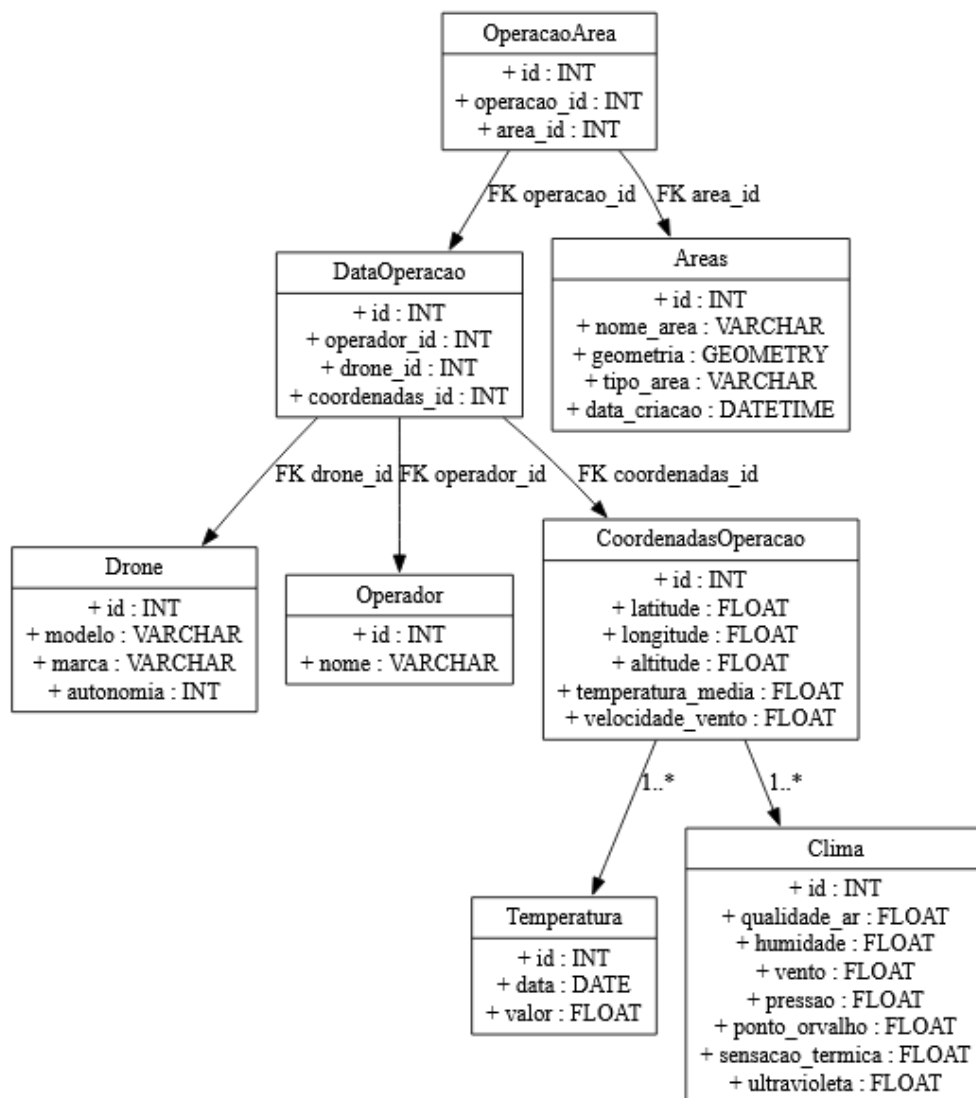 OperacaoArea
+ id : INT
+ operacao_id : INT
+ area_id : INT
FK operacao_id
FK area_id
DataOperacao
+ id : INT
+ operador_id : INT
+ drone_id : INT
+ coordenadas_id : INT
Areas
+ id : INT
+ nome_area : VARCHAR
+ geometria : GEOMETRY
+ tipo_area : VARCHAR
+ data_criacao : DATETIME
FK drone_id
FK operador_id
FK coordenadas_id
Drone
+ id : INT
+ modelo : VARCHAR
+ marca : VARCHAR
+ autonomia : INT
Operador
+ id : INT
+ nome : VARCHAR
CoordenadasOperacao
+ id : INT
+ latitude : FLOAT
+ longitude : FLOAT
+ altitude : FLOAT
+ temperatura_media : FLOAT
+ velocidade_vento : FLOAT
1..*
1..*
Temperatura
+ id : INT
+ data : DATE
+ valor : FLOAT
Clima
+ id : INT
+ qualidade_ar : FLOAT
+ humidade : FLOAT
+ vento : FLOAT
+ pressao : FLOAT
+ ponto_orvalho : FLOAT
+ sensacao_termica : FLOAT
+ ultravioleta : FLOAT